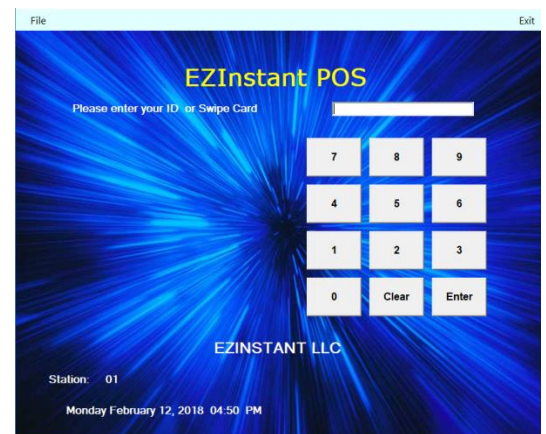 File Exit
EZInstant POS
Please enter your ID or Swipe Card
7 8 9
4 5 6
1 2 3
0 Clear Enter
EZINSTANT LLC
Station: 01
Monday February 12, 2018 04:50 PM